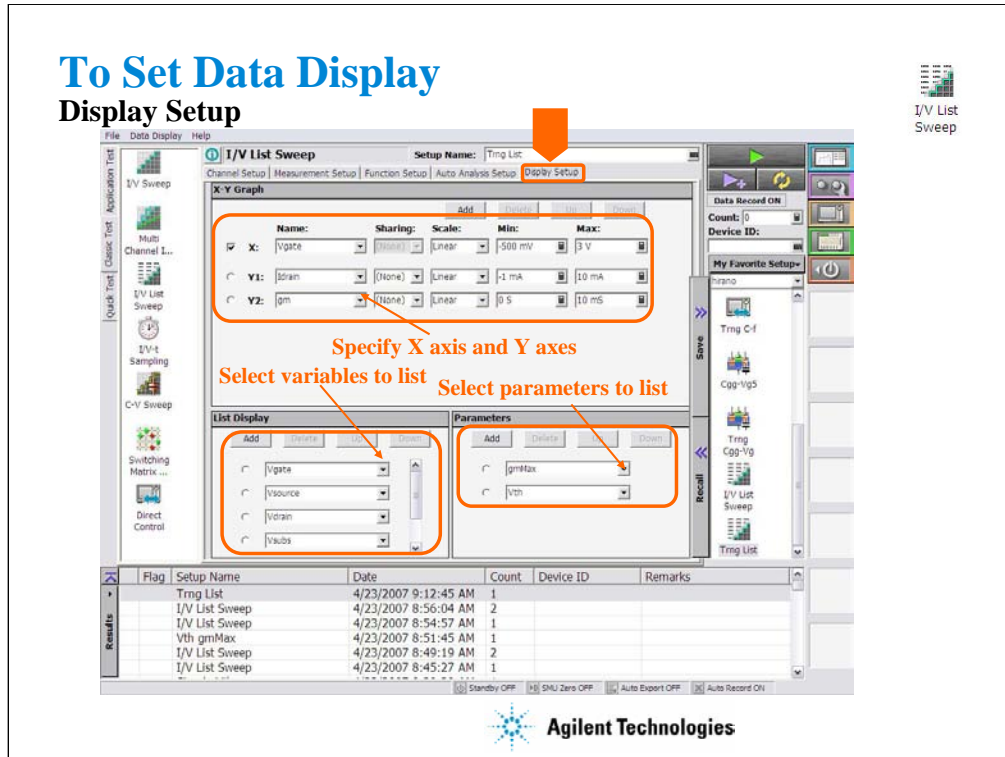 To Set Data Display
Display Setup
I/V List
Sweep
File Data Display Help
Application Test
Classic Test
Quick Test
I/V Sweep
Multi
Channel I...
I/V List
Sweep
I/V-t
Sampling
C-V Sweep
Switching
Matrix ...
Direct
Control
I/V List Sweep Setup Name: Trng List
Channel Setup Measurement Setup Function Setup Auto Analysis Setup Display Setup
X-Y Graph
Add Delete Up Down
Name: Sharing: Scale: Min: Max:
X: Vgate (None) Linear -500 mV 3 V
Y1: Idrain (None) Linear -1 mA 10 mA
Y2: gm (None) Linear 0 S 10 mS
Specify X axis and Y axes
Select variables to list
Select parameters to list
List Display
Add Delete Up Down
Vgate
Vsource
Vdrain
Vsubs
Parameters
Add Delete Up Down
gmMax
Vth
Save
Recall
Data Record ON
Count: 0
Device ID:
My Favorite Setup
hirano
Trng C-f
Cgg-Vg5
Trng
Cgg-Vg
I/V List
Sweep
Trng List
Results
Flag Setup Name Date Count Device ID Remarks
Trng List 4/23/2007 9:12:45 AM 1
I/V List Sweep 4/23/2007 8:56:04 AM 2
I/V List Sweep 4/23/2007 8:54:57 AM 1
Vth gmMax 4/23/2007 8:51:45 AM 1
I/V List Sweep 4/23/2007 8:49:19 AM 2
I/V List Sweep 4/23/2007 8:45:27 AM 1
Standby OFF SMU Zero OFF Auto Export OFF Auto Record ON
Agilent Technologies